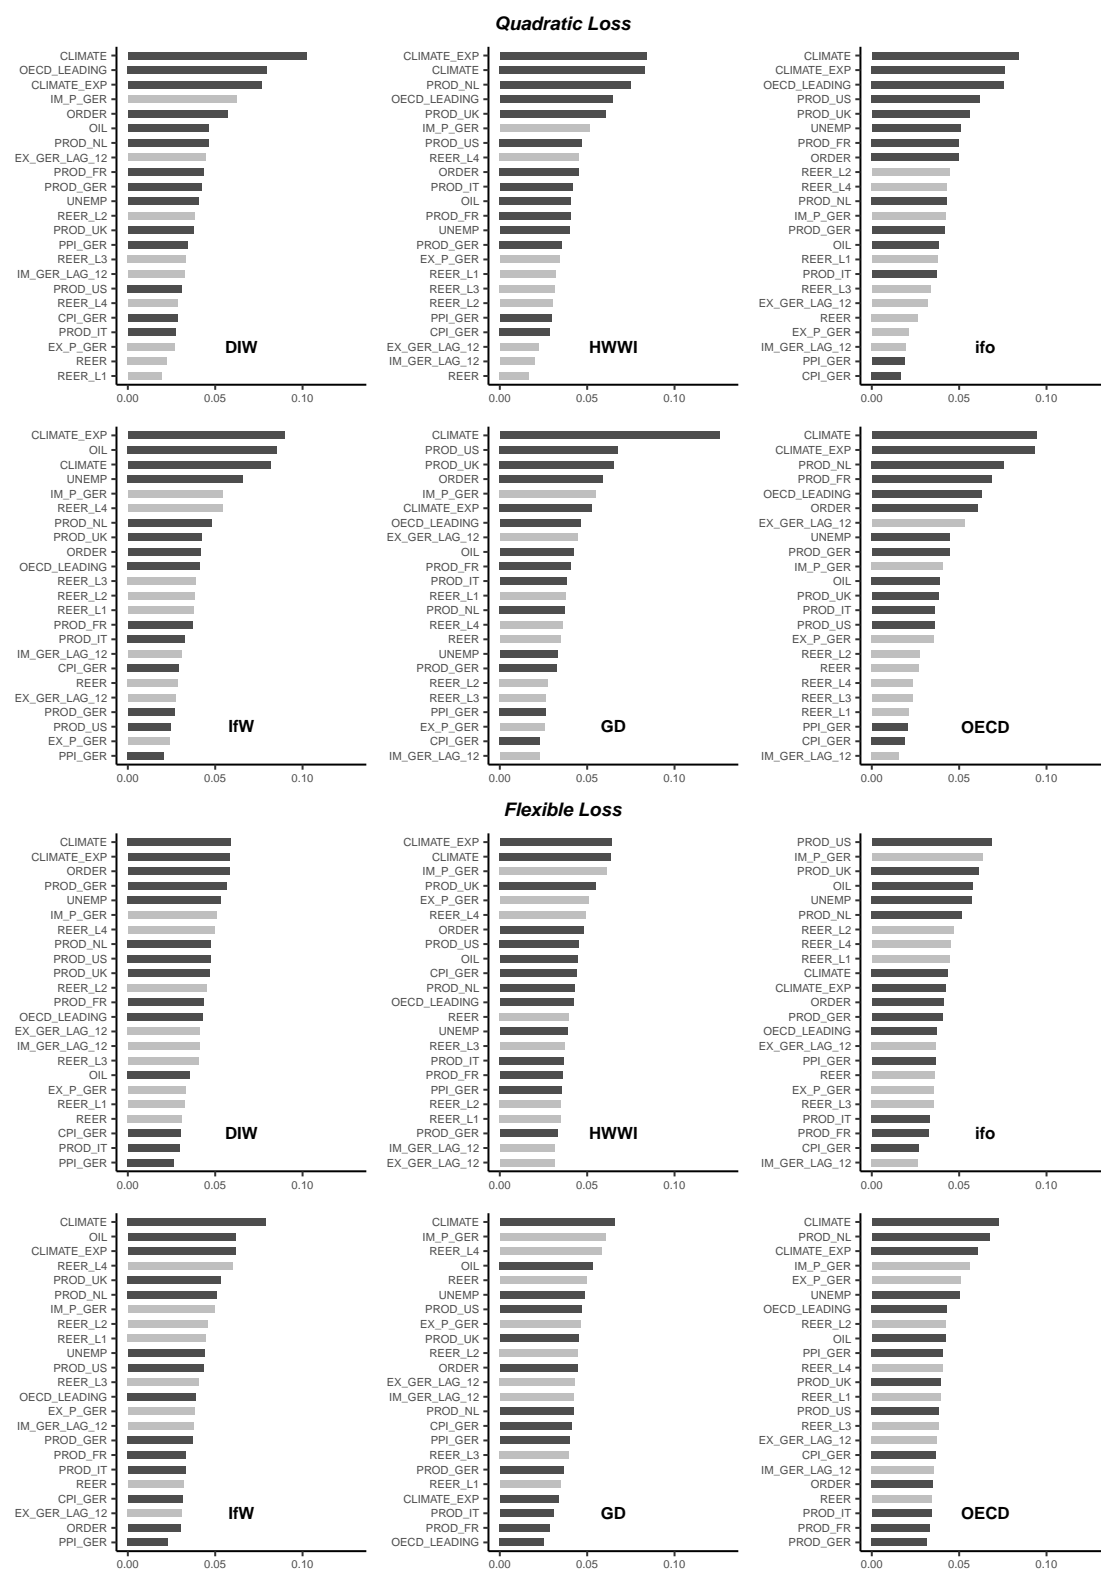 Quadratic Loss
CLIMATE
OECD_LEADING
CLIMATE_EXP
IM_P_GER
ORDER
OIL
PROD_NL
EX_GER_LAG_12
PROD_FR
PROD_GER
UNEMP
REER_L2
PROD_UK
PPI_GER
REER_L3
IM_GER_LAG_12
PROD_US
REER_L4
CPI_GER
PROD_IT
EX_P_GER
REER
REER_L1
DIW
0.00 0.05 0.10
CLIMATE_EXP
CLIMATE
PROD_NL
OECD_LEADING
PROD_UK
IM_P_GER
PROD_US
REER_L4
ORDER
PROD_IT
OIL
PROD_FR
UNEMP
PROD_GER
EX_P_GER
REER_L1
REER_L3
REER_L2
PPI_GER
CPI_GER
EX_GER_LAG_12
IM_GER_LAG_12
REER
HWWI
0.00 0.05 0.10
CLIMATE
CLIMATE_EXP
OECD_LEADING
PROD_US
PROD_UK
UNEMP
PROD_FR
ORDER
REER_L2
REER_L4
PROD_NL
IM_P_GER
PROD_GER
OIL
REER_L1
PROD_IT
REER_L3
EX_GER_LAG_12
REER
EX_P_GER
IM_GER_LAG_12
PPI_GER
CPI_GER
ifo
0.00 0.05 0.10
CLIMATE_EXP
OIL
CLIMATE
UNEMP
IM_P_GER
REER_L4
PROD_NL
PROD_UK
ORDER
OECD_LEADING
REER_L3
REER_L2
REER_L1
PROD_FR
PROD_IT
IM_GER_LAG_12
CPI_GER
REER
EX_GER_LAG_12
PROD_GER
PROD_US
EX_P_GER
PPI_GER
IfW
0.00 0.05 0.10
CLIMATE
PROD_US
PROD_UK
ORDER
IM_P_GER
CLIMATE_EXP
OECD_LEADING
EX_GER_LAG_12
OIL
PROD_FR
PROD_IT
REER_L1
PROD_NL
REER_L4
REER
UNEMP
PROD_GER
REER_L2
REER_L3
PPI_GER
EX_P_GER
CPI_GER
IM_GER_LAG_12
GD
0.00 0.05 0.10
CLIMATE
CLIMATE_EXP
PROD_NL
PROD_FR
OECD_LEADING
ORDER
EX_GER_LAG_12
UNEMP
PROD_GER
IM_P_GER
OIL
PROD_UK
PROD_IT
PROD_US
EX_P_GER
REER_L2
REER
REER_L4
REER_L3
REER_L1
PPI_GER
CPI_GER
IM_GER_LAG_12
OECD
0.00 0.05 0.10
Flexible Loss
CLIMATE
CLIMATE_EXP
ORDER
PROD_GER
UNEMP
IM_P_GER
REER_L4
PROD_NL
PROD_US
PROD_UK
REER_L2
PROD_FR
OECD_LEADING
EX_GER_LAG_12
IM_GER_LAG_12
REER_L3
OIL
EX_P_GER
REER_L1
REER
CPI_GER
PROD_IT
PPI_GER
DIW
0.00 0.05 0.10
CLIMATE_EXP
CLIMATE
IM_P_GER
PROD_UK
EX_P_GER
REER_L4
ORDER
PROD_US
OIL
CPI_GER
PROD_NL
OECD_LEADING
REER
UNEMP
REER_L3
PROD_IT
PROD_FR
PPI_GER
REER_L2
REER_L1
PROD_GER
IM_GER_LAG_12
EX_GER_LAG_12
HWWI
0.00 0.05 0.10
PROD_US
IM_P_GER
PROD_UK
OIL
UNEMP
PROD_NL
REER_L2
REER_L4
REER_L1
CLIMATE
CLIMATE_EXP
ORDER
PROD_GER
OECD_LEADING
EX_GER_LAG_12
PPI_GER
REER
EX_P_GER
REER_L3
PROD_IT
PROD_FR
CPI_GER
IM_GER_LAG_12
ifo
0.00 0.05 0.10
CLIMATE
OIL
CLIMATE_EXP
REER_L4
PROD_UK
PROD_NL
IM_P_GER
REER_L2
REER_L1
UNEMP
PROD_US
REER_L3
OECD_LEADING
EX_P_GER
IM_GER_LAG_12
PROD_GER
PROD_FR
PROD_IT
REER
CPI_GER
EX_GER_LAG_12
ORDER
PPI_GER
IfW
0.00 0.05 0.10
CLIMATE
IM_P_GER
REER_L4
OIL
REER
UNEMP
PROD_US
EX_P_GER
PROD_UK
REER_L2
ORDER
EX_GER_LAG_12
IM_GER_LAG_12
PROD_NL
CPI_GER
PPI_GER
REER_L3
PROD_GER
REER_L1
CLIMATE_EXP
PROD_IT
PROD_FR
OECD_LEADING
GD
0.00 0.05 0.10
CLIMATE
PROD_NL
CLIMATE_EXP
IM_P_GER
EX_P_GER
UNEMP
OECD_LEADING
REER_L2
OIL
PPI_GER
REER_L4
PROD_UK
REER_L1
PROD_US
REER_L3
EX_GER_LAG_12
CPI_GER
IM_GER_LAG_12
ORDER
REER
PROD_IT
PROD_FR
PROD_GER
OECD
0.00 0.05 0.10